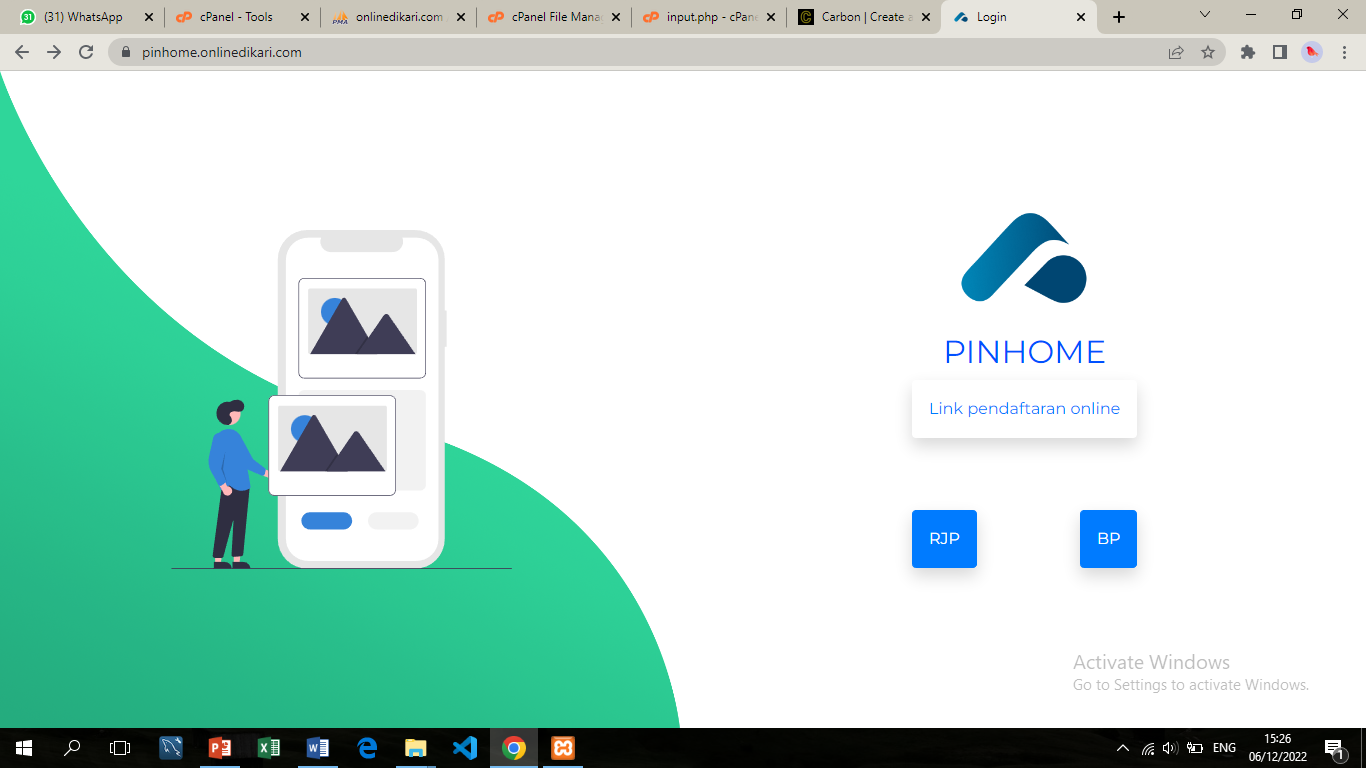 (31) WhatsApp
cPanel - Tools
onlinedikari.com
cPanel File Mana
input.php - cPane
Carbon | Create a
Login
pinhome.onlinedikari.com
PINHOME
Link pendaftaran online
RJP
BP
Activate Windows
Go to Settings to activate Windows.
ENG
15:26
06/12/2022
1